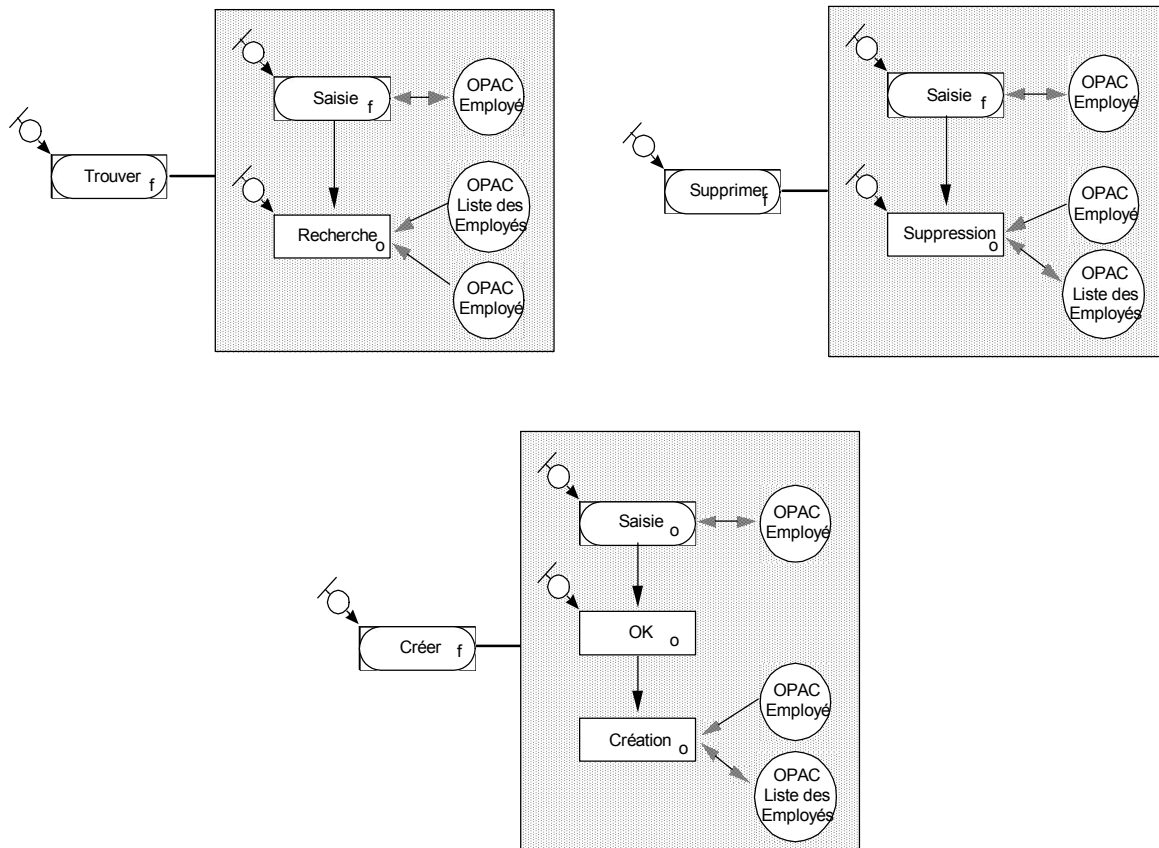 Saisie f
OPAC
Employé
Trouver f
OPAC
Liste des
Employés
Recherche o
OPAC
Employé
Saisie f
OPAC
Employé
Supprimer f
OPAC
Employé
Suppression o
OPAC
Liste des
Employés
Saisie o
OPAC
Employé
OK o
Créer f
OPAC
Employé
Création o
OPAC
Liste des
Employés